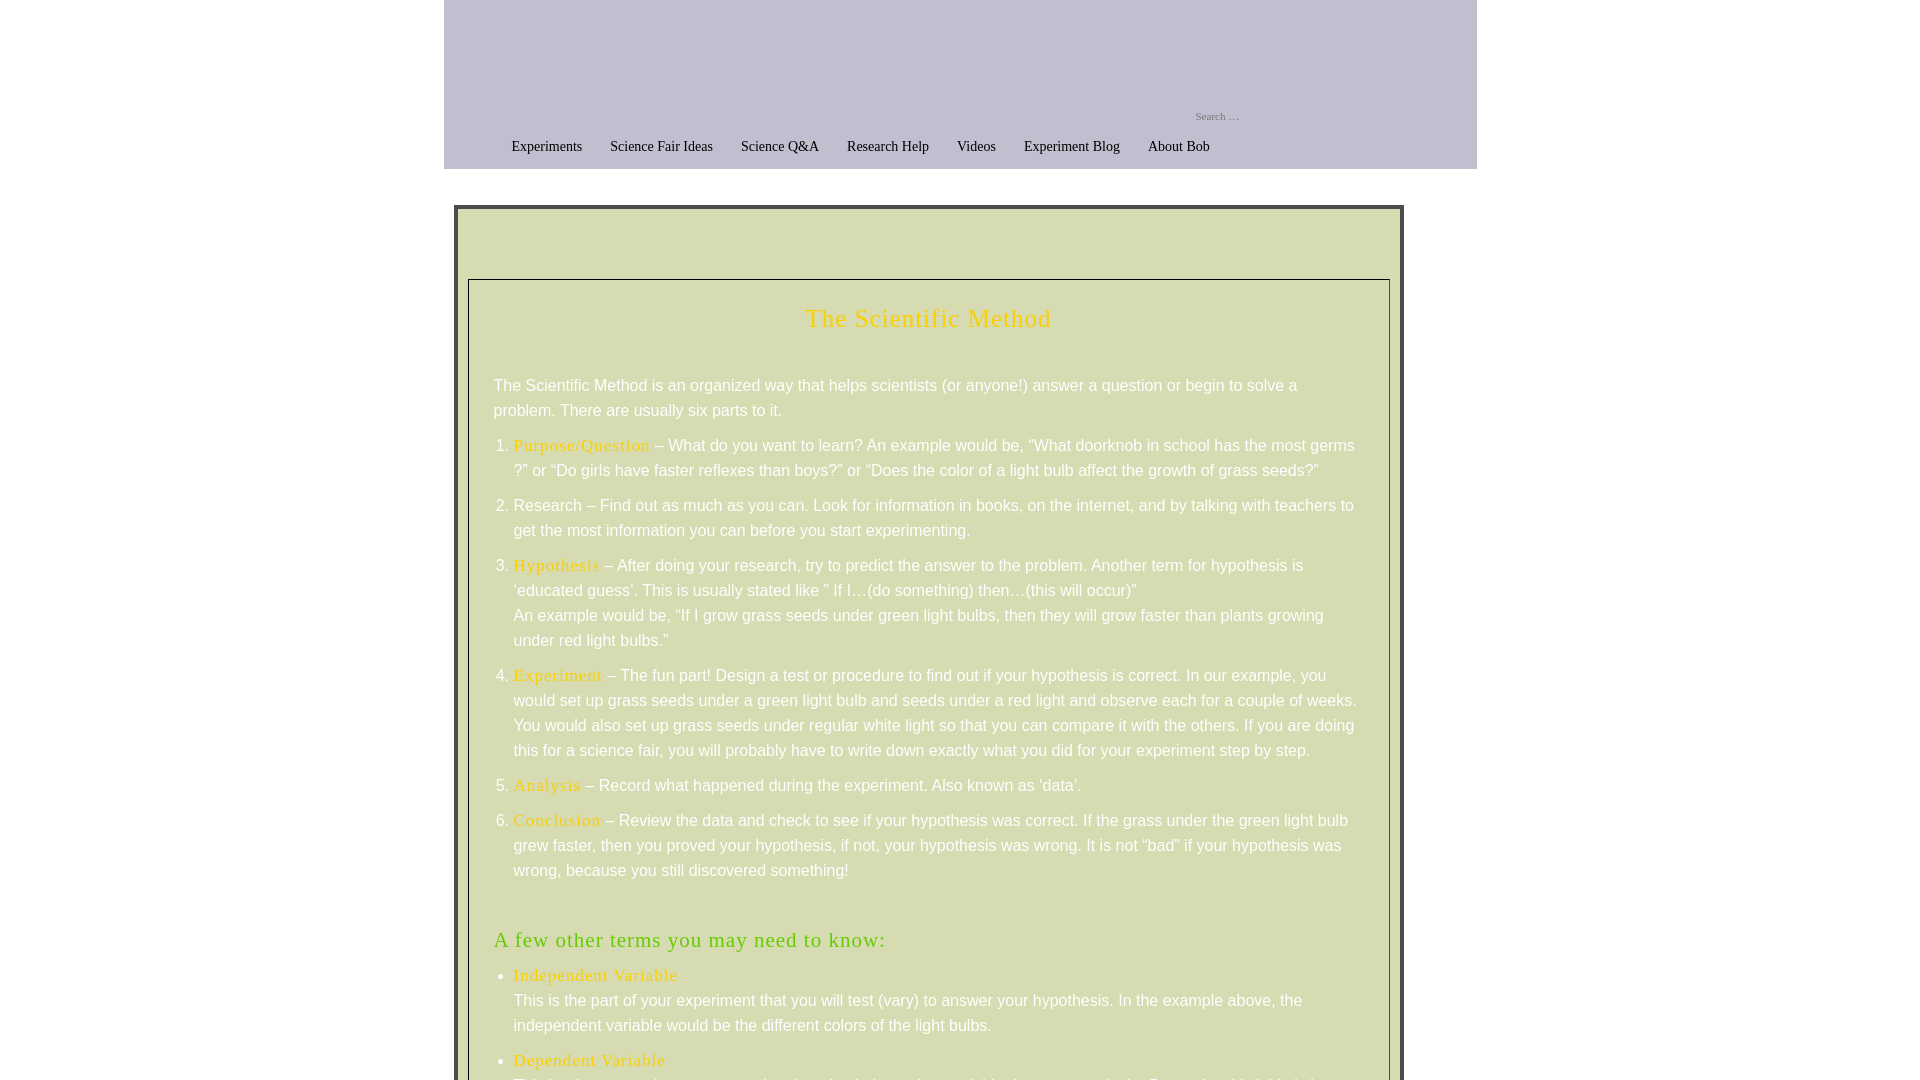 Search …
Experiments Science Fair Ideas Science Q&A Research Help Videos Experiment Blog About Bob
The Scientific Method
The Scientific Method is an organized way that helps scientists (or anyone!) answer a question or begin to solve a
problem. There are usually six parts to it.
1. Purpose/Question – What do you want to learn? An example would be, “What doorknob in school has the most germs
?” or “Do girls have faster reflexes than boys?” or “Does the color of a light bulb affect the growth of grass seeds?”
2. Research – Find out as much as you can. Look for information in books, on the internet, and by talking with teachers to
get the most information you can before you start experimenting.
3. Hypothesis – After doing your research, try to predict the answer to the problem. Another term for hypothesis is
‘educated guess’. This is usually stated like ” If I…(do something) then…(this will occur)”
An example would be, “If I grow grass seeds under green light bulbs, then they will grow faster than plants growing
under red light bulbs.”
4. Experiment – The fun part! Design a test or procedure to find out if your hypothesis is correct. In our example, you
would set up grass seeds under a green light bulb and seeds under a red light and observe each for a couple of weeks.
You would also set up grass seeds under regular white light so that you can compare it with the others. If you are doing
this for a science fair, you will probably have to write down exactly what you did for your experiment step by step.
5. Analysis – Record what happened during the experiment. Also known as ‘data’.
6. Conclusion – Review the data and check to see if your hypothesis was correct. If the grass under the green light bulb
grew faster, then you proved your hypothesis, if not, your hypothesis was wrong. It is not “bad” if your hypothesis was
wrong, because you still discovered something!
A few other terms you may need to know:
• Independent Variable
This is the part of your experiment that you will test (vary) to answer your hypothesis. In the example above, the
independent variable would be the different colors of the light bulbs.
• Dependent Variable